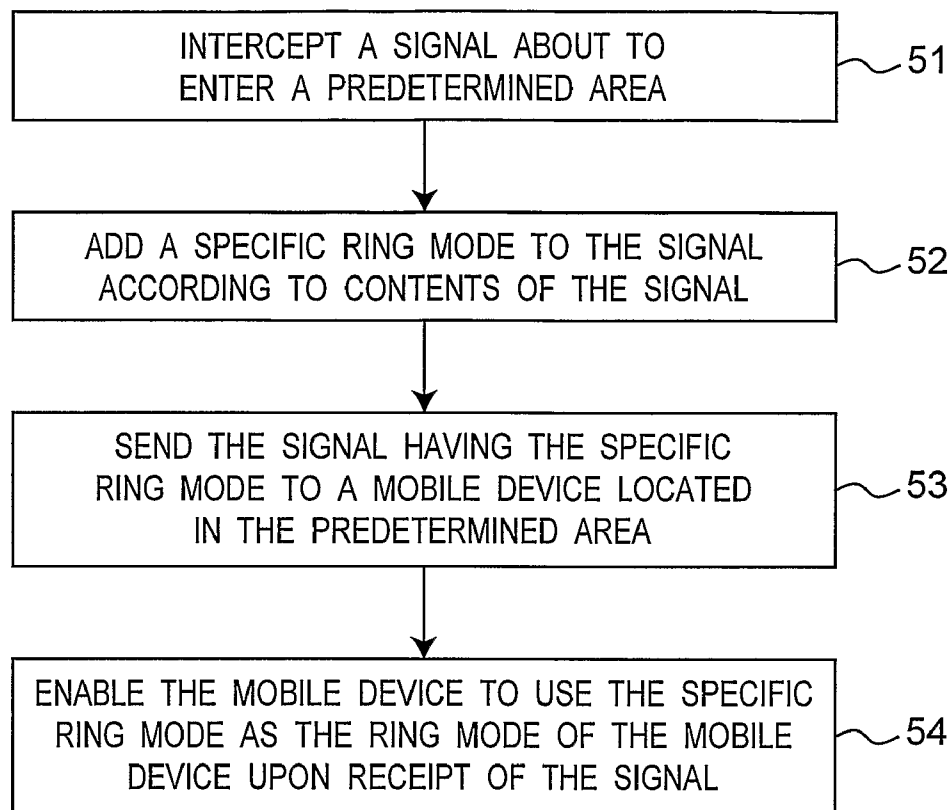 INTERCEPT A SIGNAL ABOUT TO
ENTER A PREDETERMINED AREA
51
ADD A SPECIFIC RING MODE TO THE SIGNAL
ACCORDING TO CONTENTS OF THE SIGNAL
52
SEND THE SIGNAL HAVING THE SPECIFIC
RING MODE TO A MOBILE DEVICE LOCATED
IN THE PREDETERMINED AREA
53
ENABLE THE MOBILE DEVICE TO USE THE SPECIFIC
RING MODE AS THE RING MODE OF THE MOBILE
DEVICE UPON RECEIPT OF THE SIGNAL
54